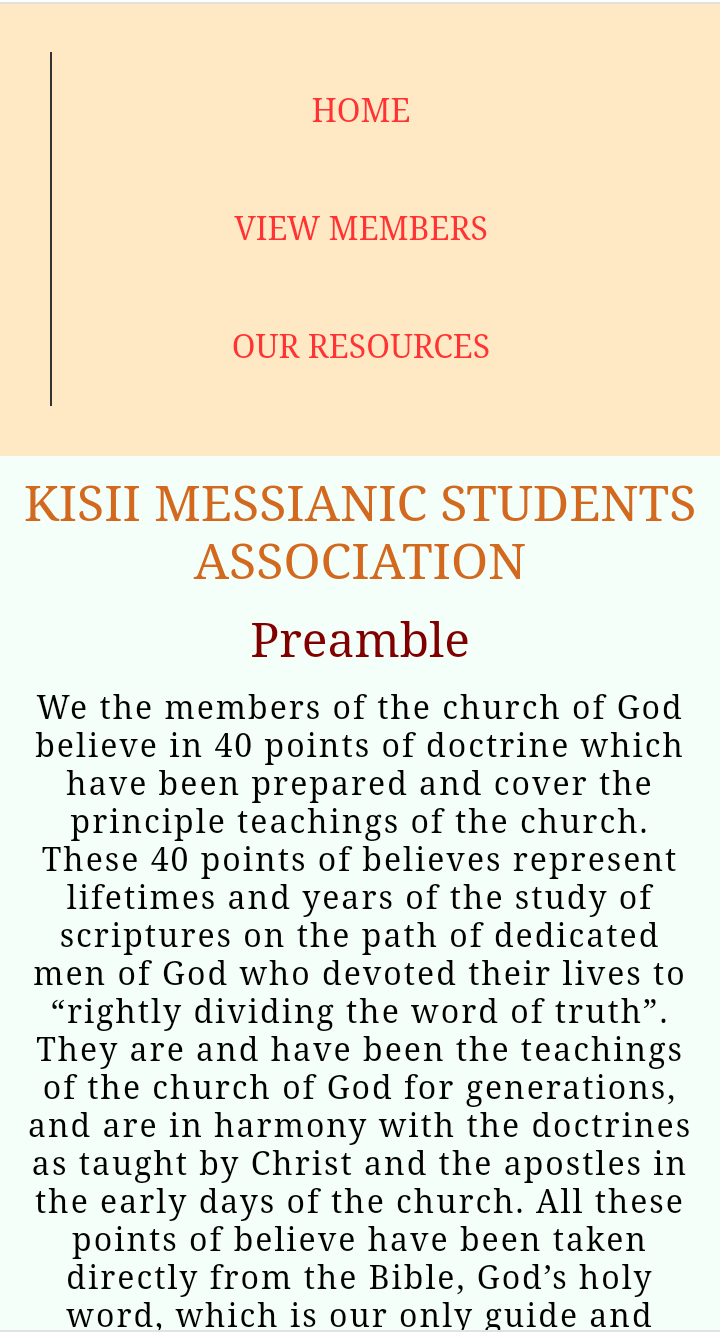 HOME
VIEW MEMBERS
OUR RESOURCES
KISII MESSIANIC STUDENTS
ASSOCIATION
Preamble
We the members of the church of God
believe in 40 points of doctrine which
have been prepared and cover the
principle teachings of the church.
These 40 points of believes represent
lifetimes and years of the study of
scriptures on the path of dedicated
men of God who devoted their lives to
“rightly dividing the word of truth”.
They are and have been the teachings
of the church of God for generations,
and are in harmony with the doctrines
as taught by Christ and the apostles in
the early days of the church. All these
points of believe have been taken
directly from the Bible, God’s holy
word, which is our only guide and